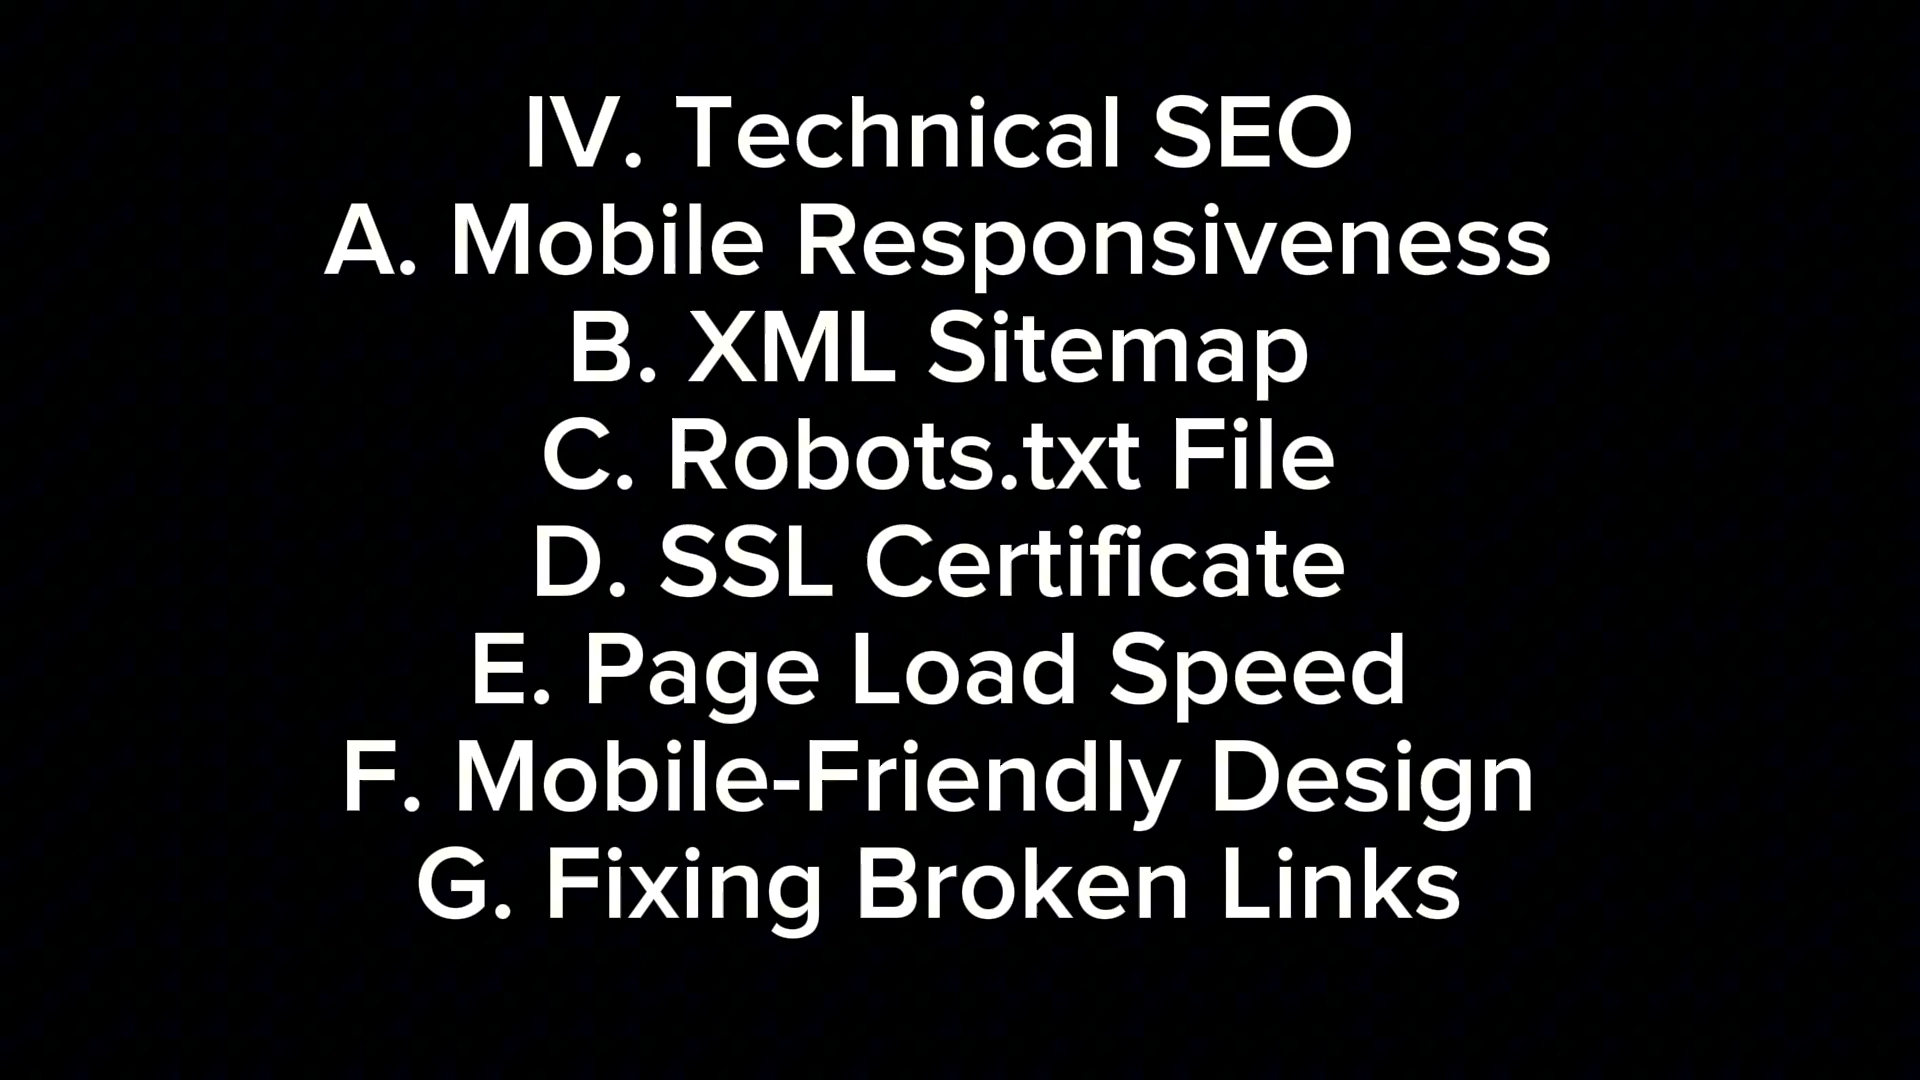 IV. Technical SEO
A. Mobile Responsiveness
B. XML Sitemap
C. Robots.txt File
D. SSL Certificate
E. Page Load Speed
F. Mobile-Friendly Design
G. Fixing Broken Links